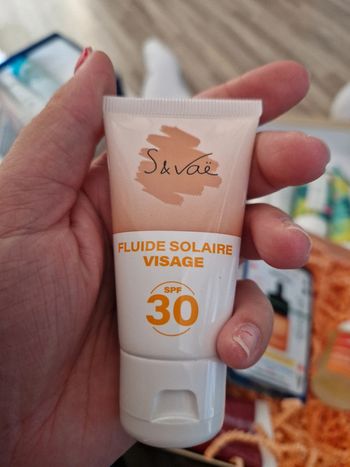 S & Vaë
FLUIDE SOLAIRE
VISAGE
SPF
30